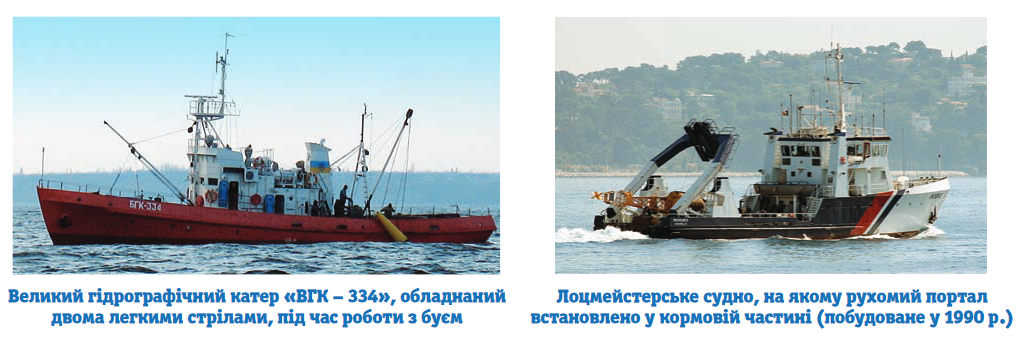 БГК-334
Великий гідрографічний катер «ВГК – 334», обладнаний
двома легкими стрілами, під час роботи з буєм
Лоцмейстерське судно, на якому рухомий портал
встановлено у кормовій частині (побудоване у 1990 р.)